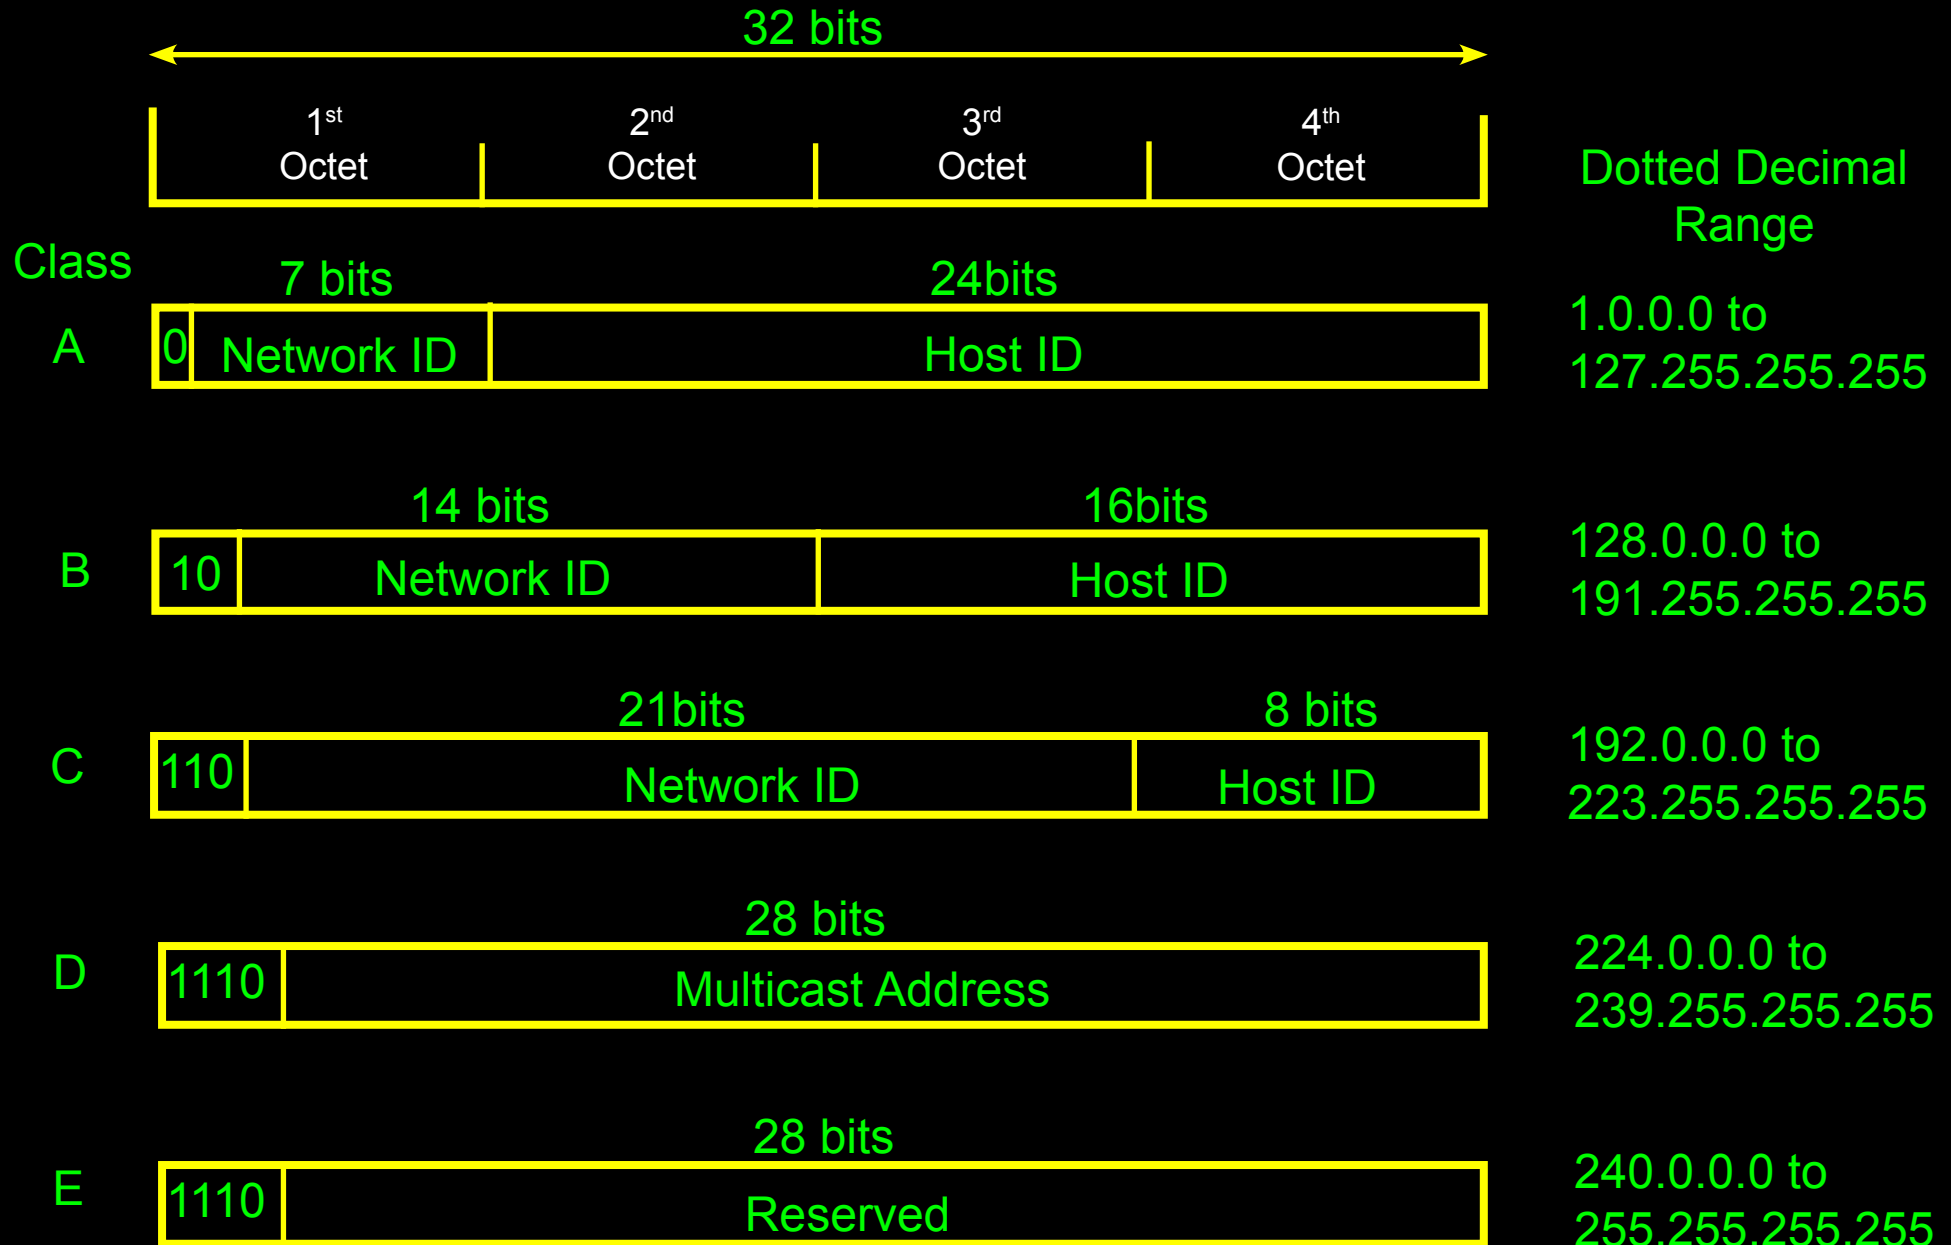 32 bits
1st
Octet
2nd
Octet
3rd
Octet
4th
Octet
Dotted Decimal
Range
Class
7 bits
24bits
A
0
Network ID
Host ID
1.0.0.0 to
127.255.255.255
14 bits
16bits
B
10
Network ID
Host ID
128.0.0.0 to
191.255.255.255
21bits
8 bits
C
110
Network ID
Host ID
192.0.0.0 to
223.255.255.255
28 bits
D
1110
Multicast Address
224.0.0.0 to
239.255.255.255
28 bits
E
1110
Reserved
240.0.0.0 to
255.255.255.255